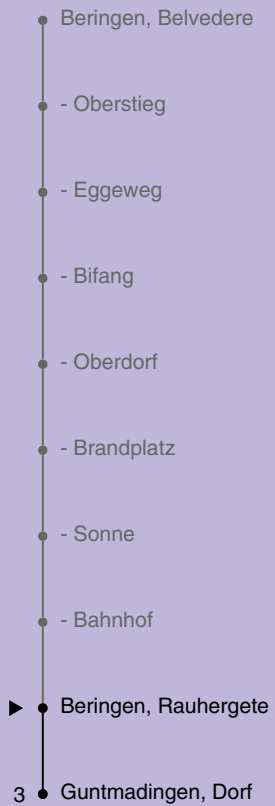 Beringen, Belvedere
- Oberstieg
- Eggeweg
- Bifang
- Oberdorf
- Brandplatz
- Sonne
- Bahnhof
Beringen, Rauhergete
3 Guntmadingen, Dorf